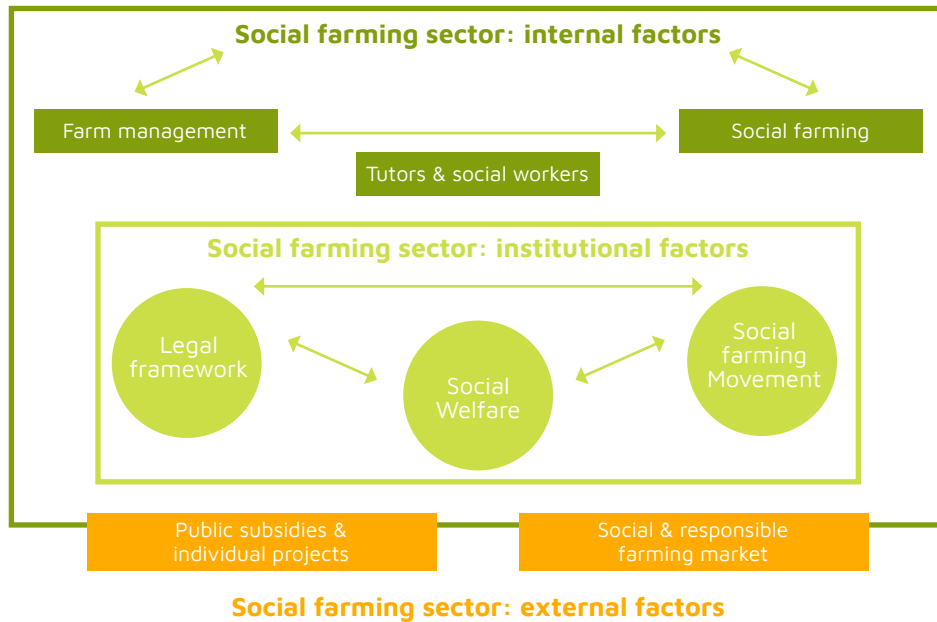 Social farming sector: internal factors
Farm management
Social farming
Tutors & social workers
Social farming sector: institutional factors
Legal
framework
Social
Welfare
Social
farming
Movement
Public subsidies &
individual projects
Social & responsible
farming market
Social farming sector: external factors